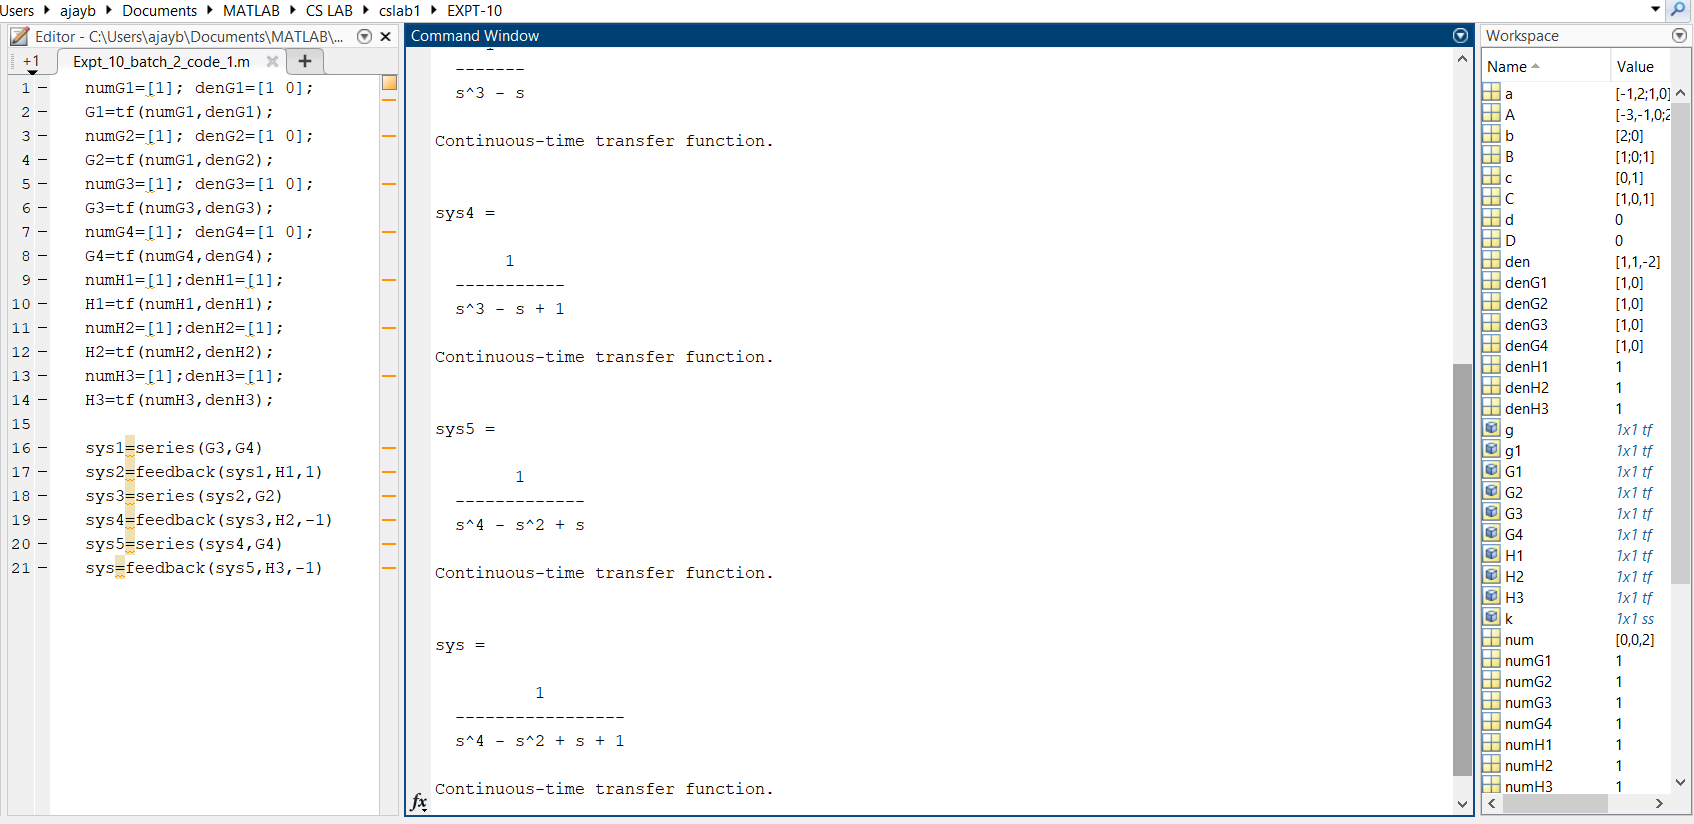 Users ▸ ajayb ▸ Documents ▸ MATLAB ▸ CS LAB ▸ cslab1 ▸ EXPT-10
Editor - C:\Users\ajayb\Documents\MATLAB\...
+1 Expt_10_batch_2_code_1.m
1 - numG1=[1]; denG1=[1 0];
2 - G1=tf(numG1,denG1);
3 - numG2=[1]; denG2=[1 0];
4 - G2=tf(numG1,denG2);
5 - numG3=[1]; denG3=[1 0];
6 - G3=tf(numG3,denG3);
7 - numG4=[1]; denG4=[1 0];
8 - G4=tf(numG4,denG4);
9 - numH1=[1];denH1=[1];
10 - H1=tf(numH1,denH1);
11 - numH2=[1];denH2=[1];
12 - H2=tf(numH2,denH2);
13 - numH3=[1];denH3=[1];
14 - H3=tf(numH3,denH3);
15
16 - sys1=series(G3,G4)
17 - sys2=feedback(sys1,H1,1)
18 - sys3=series(sys2,G2)
19 - sys4=feedback(sys3,H2,-1)
20 - sys5=series(sys4,G4)
21 - sys=feedback(sys5,H3,-1)
Command Window
-------
s^3 - s
Continuous-time transfer function.
sys4 =
1
-----------
s^3 - s + 1
Continuous-time transfer function.
sys5 =
1
-------------
s^4 - s^2 + s
Continuous-time transfer function.
sys =
1
-----------------
s^4 - s^2 + s + 1
Continuous-time transfer function.
fx
Workspace
Name Value
a [-1,2;1,0]
A [-3,-1,0;2
b [2;0]
B [1;0;1]
c [0,1]
C [1,0,1]
d 0
D 0
den [1,1,-2]
denG1 [1,0]
denG2 [1,0]
denG3 [1,0]
denG4 [1,0]
denH1 1
denH2 1
denH3 1
g 1x1 tf
g1 1x1 tf
G1 1x1 tf
G2 1x1 tf
G3 1x1 tf
G4 1x1 tf
H1 1x1 tf
H2 1x1 tf
H3 1x1 tf
k 1x1 ss
num [0,0,2]
numG1 1
numG2 1
numG3 1
numG4 1
numH1 1
numH2 1
numH3 1